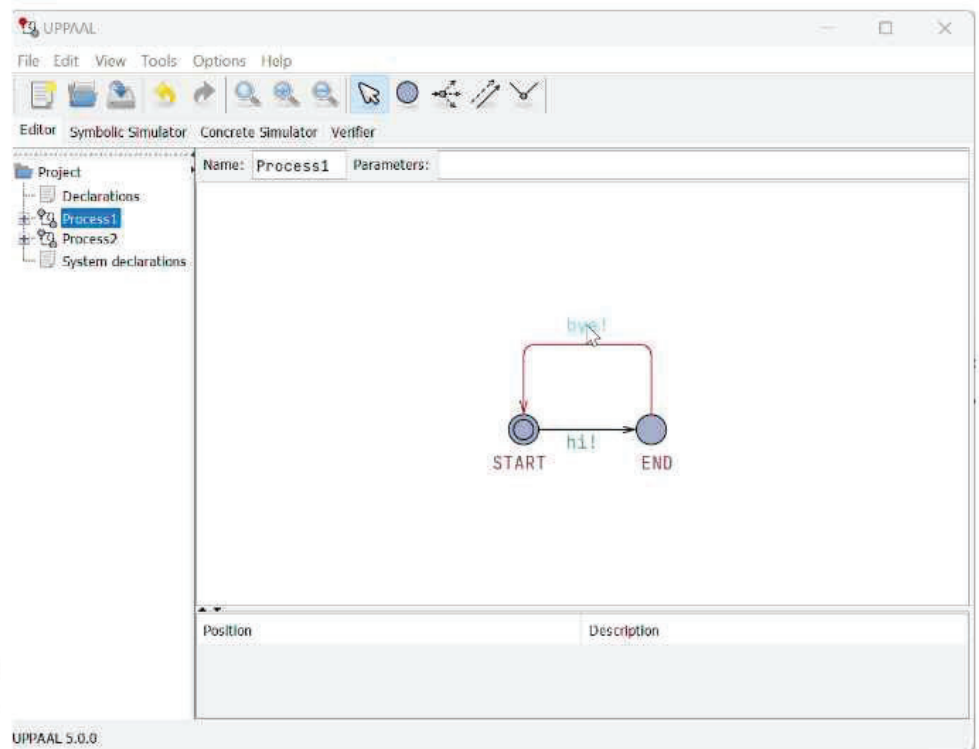 UPPAAL
File Edit View Tools Options Help
Editor Symbolic Simulator Concrete Simulator Verifier
Project
Declarations
Process1
Process2
System declarations
Name: Process1 Parameters:
bye!
hi!
START END
Position Description
UPPAAL 5.0.0